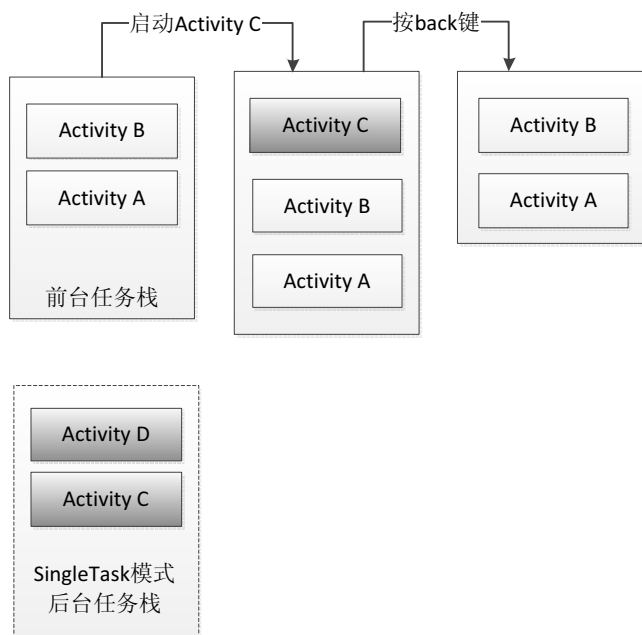 启动Activity C
按back键
Activity B
Activity A
前台任务栈
Activity C
Activity B
Activity A
Activity B
Activity A
Activity D
Activity C
SingleTask模式
后台任务栈